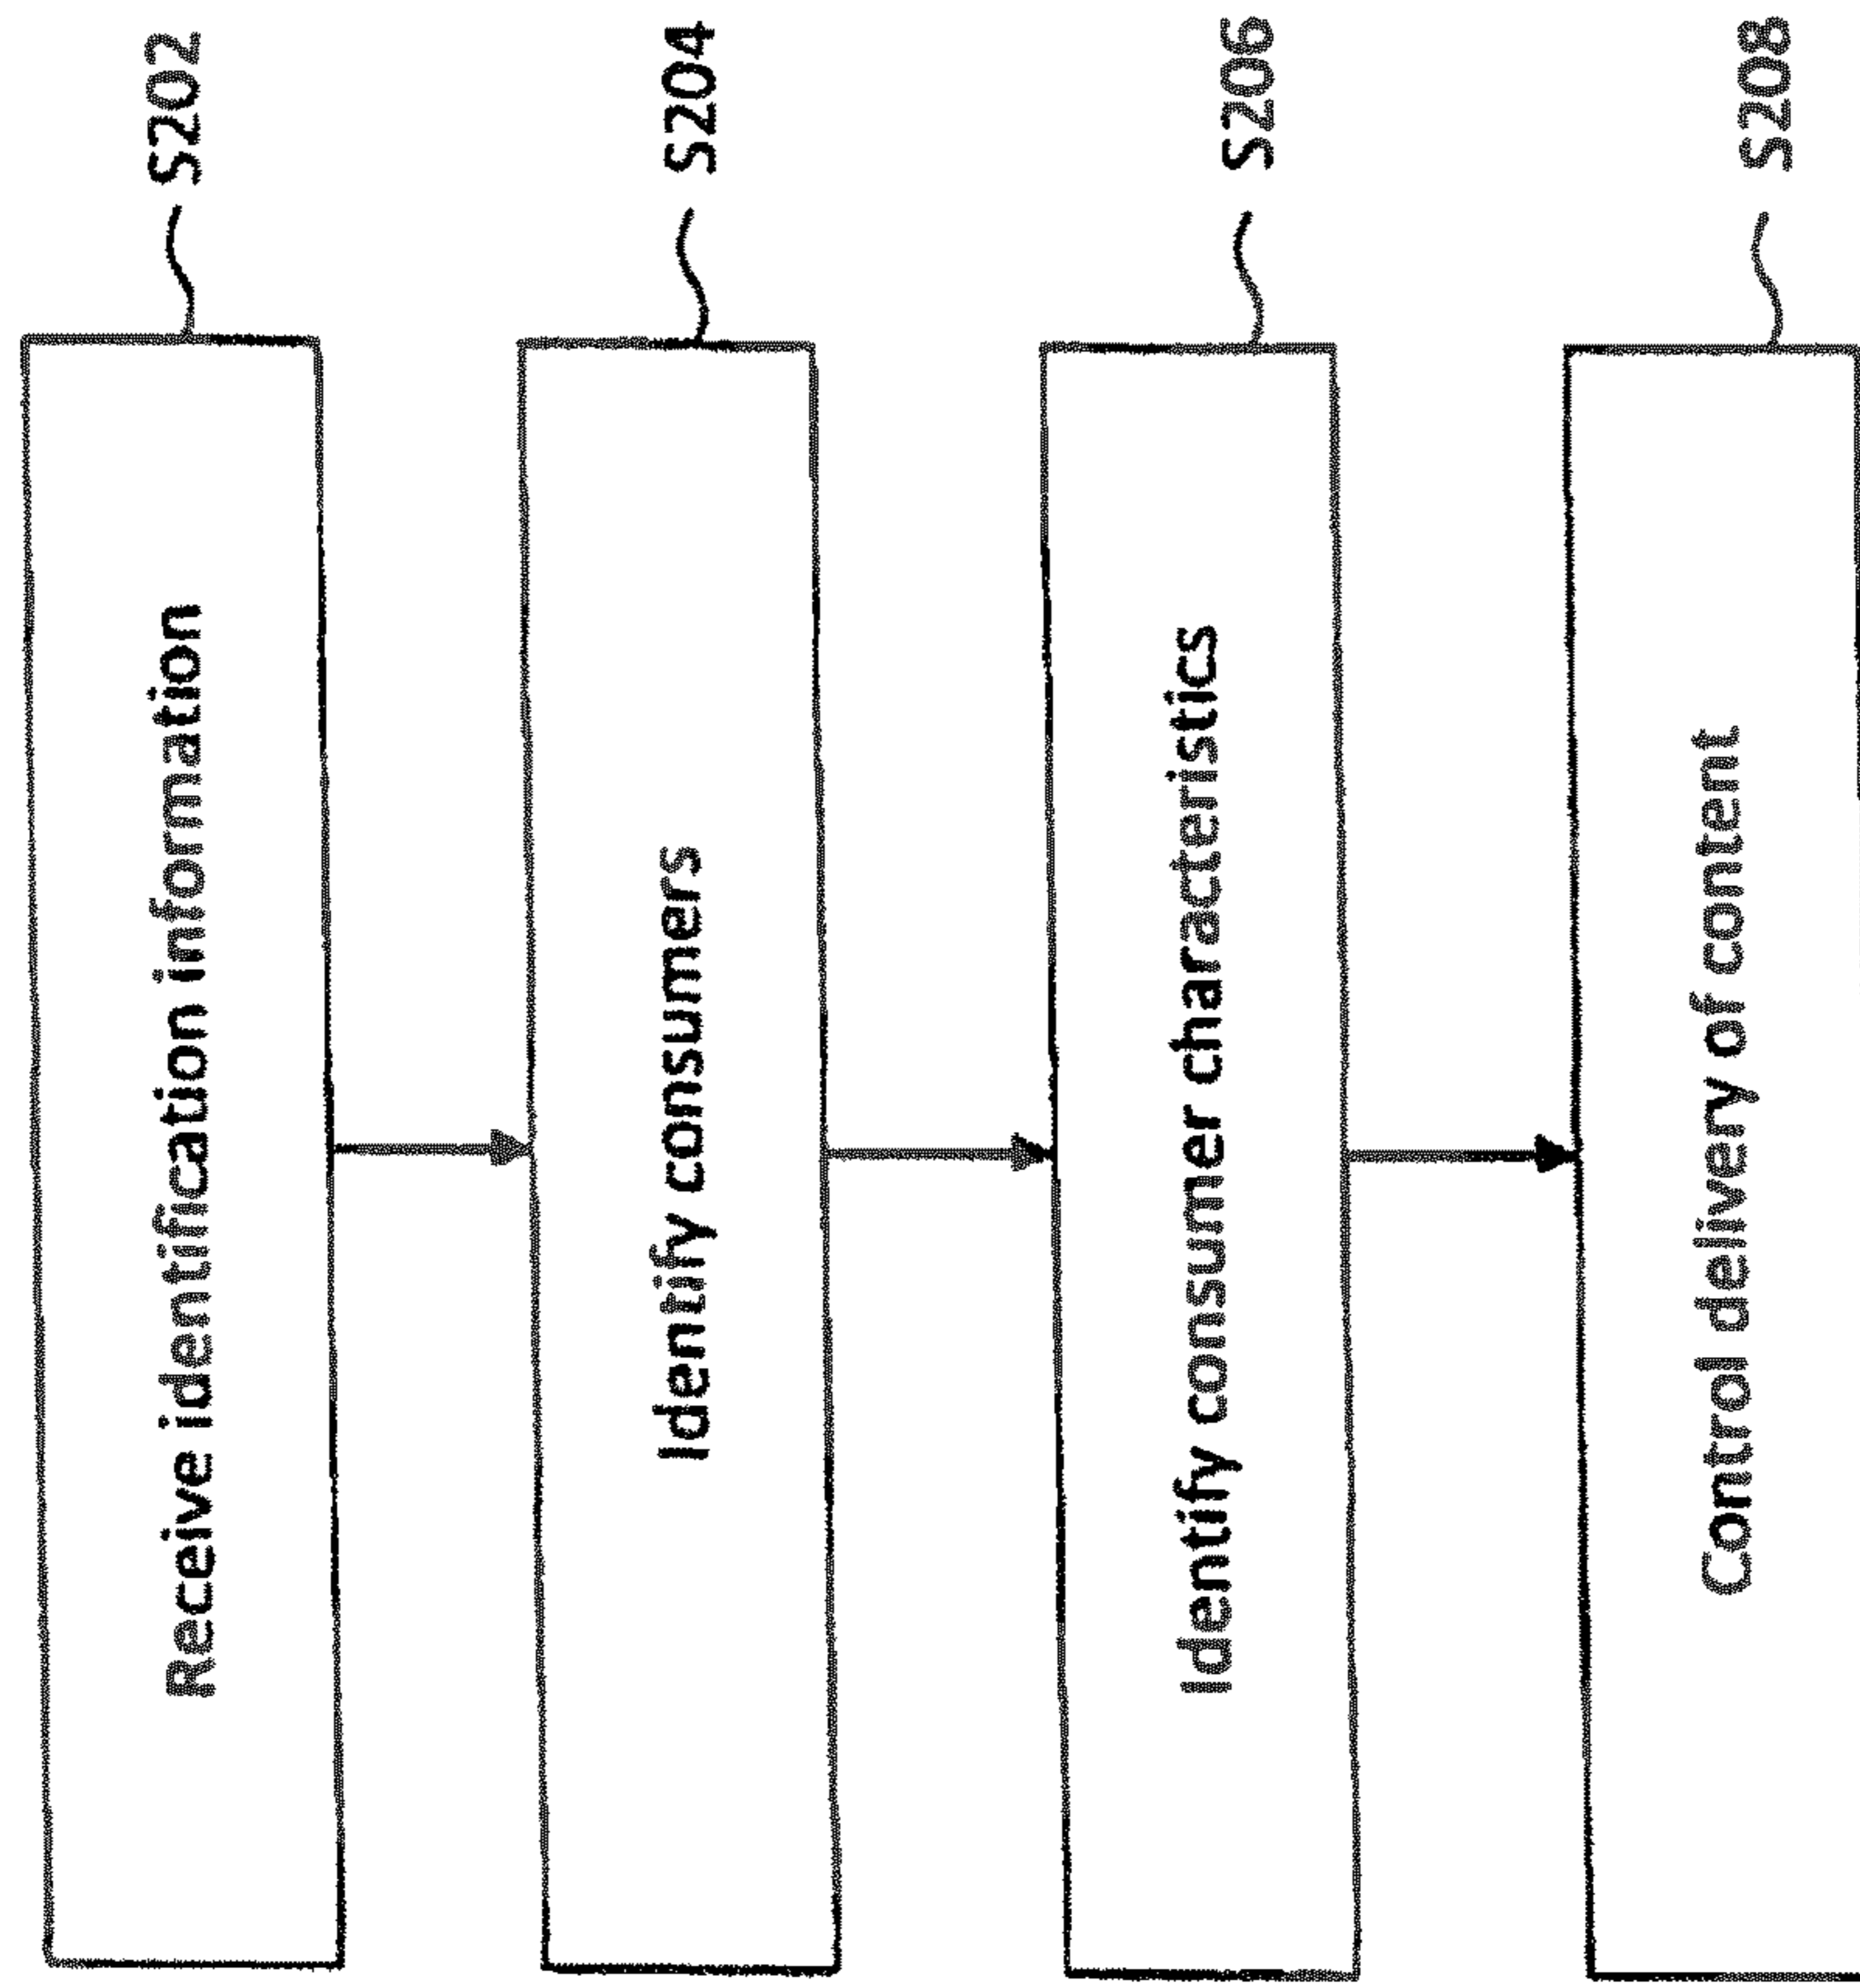 Receive identification information
S202
Identify consumers
S204
Identify consumer characteristics
S206
Control delivery of content
S208